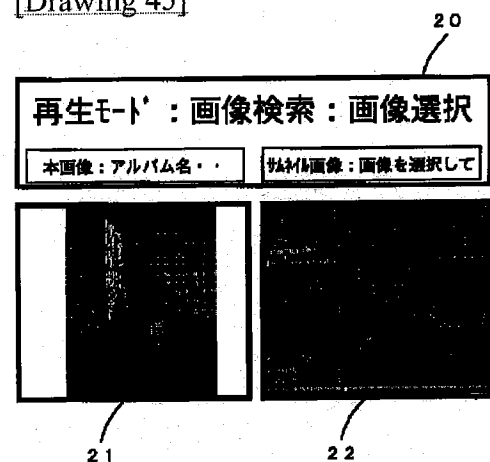 [Drawing 45]
20
再生ﾓｰﾄﾞ：画像検索：画像選択
本画像：アルバム名・・
ｻﾑﾈｲﾙ画像：画像を選択して
21
22